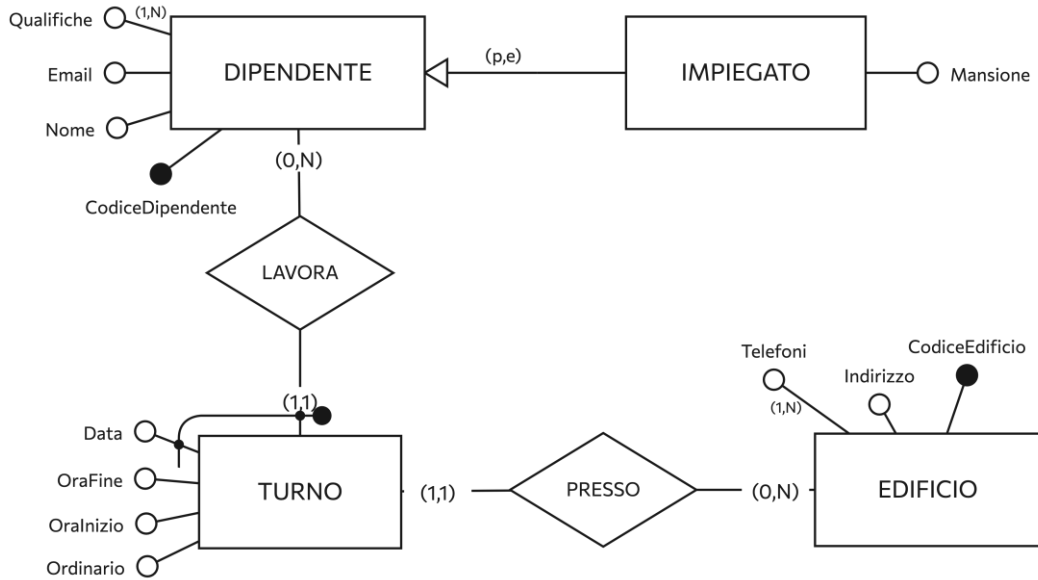 Qualifiche
(1,N)
Email
Nome
CodiceDipendente
DIPENDENTE
(p,e)
IMPIEGATO
Mansione
(0,N)
LAVORA
(1,1)
Data
OraFine
OraInizio
Ordinario
TURNO
(1,1)
PRESSO
(0,N)
Telefoni
(1,N)
Indirizzo
CodiceEdificio
EDIFICIO